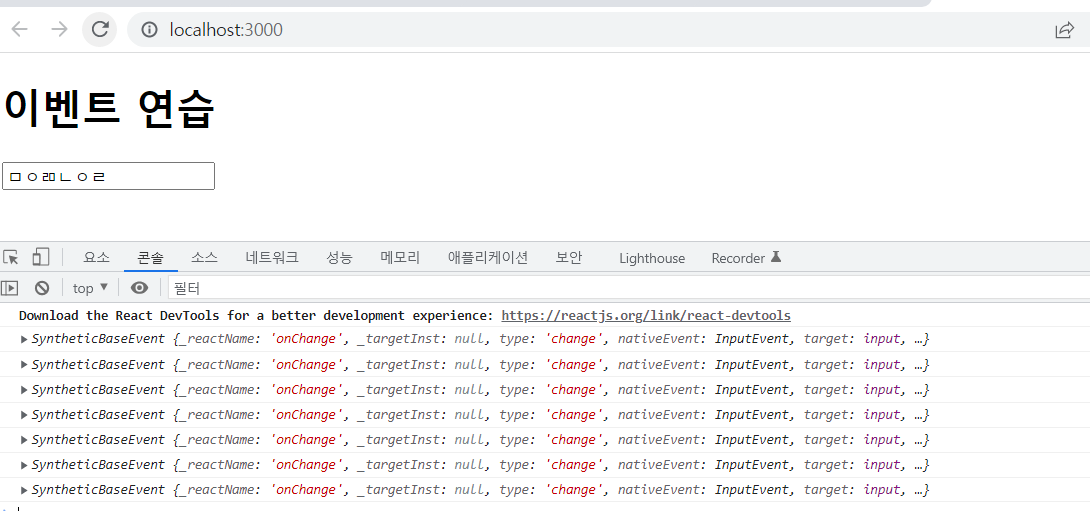 localhost:3000
이벤트 연습
ㅁㅇㄻㄴㅇㄹ
요소 콘솔 소스 네트워크 성능 메모리 애플리케이션 보안 Lighthouse Recorder
top ▼ 필터
Download the React DevTools for a better development experience: https://reactjs.org/link/react-devtools
▶ SyntheticBaseEvent {_reactName: 'onChange', _targetInst: null, type: 'change', nativeEvent: InputEvent, target: input, …}
▶ SyntheticBaseEvent {_reactName: 'onChange', _targetInst: null, type: 'change', nativeEvent: InputEvent, target: input, …}
▶ SyntheticBaseEvent {_reactName: 'onChange', _targetInst: null, type: 'change', nativeEvent: InputEvent, target: input, …}
▶ SyntheticBaseEvent {_reactName: 'onChange', _targetInst: null, type: 'change', nativeEvent: InputEvent, target: input, …}
▶ SyntheticBaseEvent {_reactName: 'onChange', _targetInst: null, type: 'change', nativeEvent: InputEvent, target: input, …}
▶ SyntheticBaseEvent {_reactName: 'onChange', _targetInst: null, type: 'change', nativeEvent: InputEvent, target: input, …}
▶ SyntheticBaseEvent {_reactName: 'onChange', _targetInst: null, type: 'change', nativeEvent: InputEvent, target: input, …}